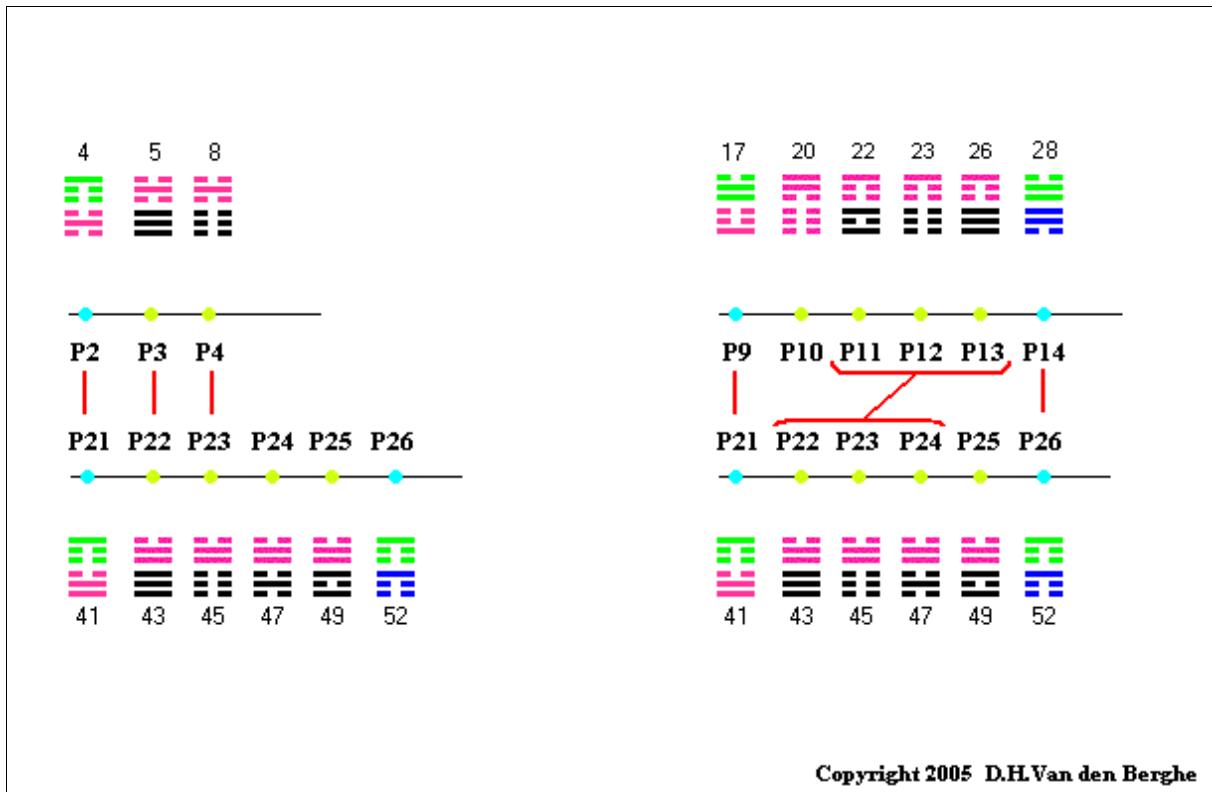 4 5 8
P2 P3 P4
P21 P22 P23 P24 P25 P26
41 43 45 47 49 52
17 20 22 23 26 28
P9 P10 P11 P12 P13 P14
P21 P22 P23 P24 P25 P26
41 43 45 47 49 52
Copyright 2005 D.H.Van den Berghe